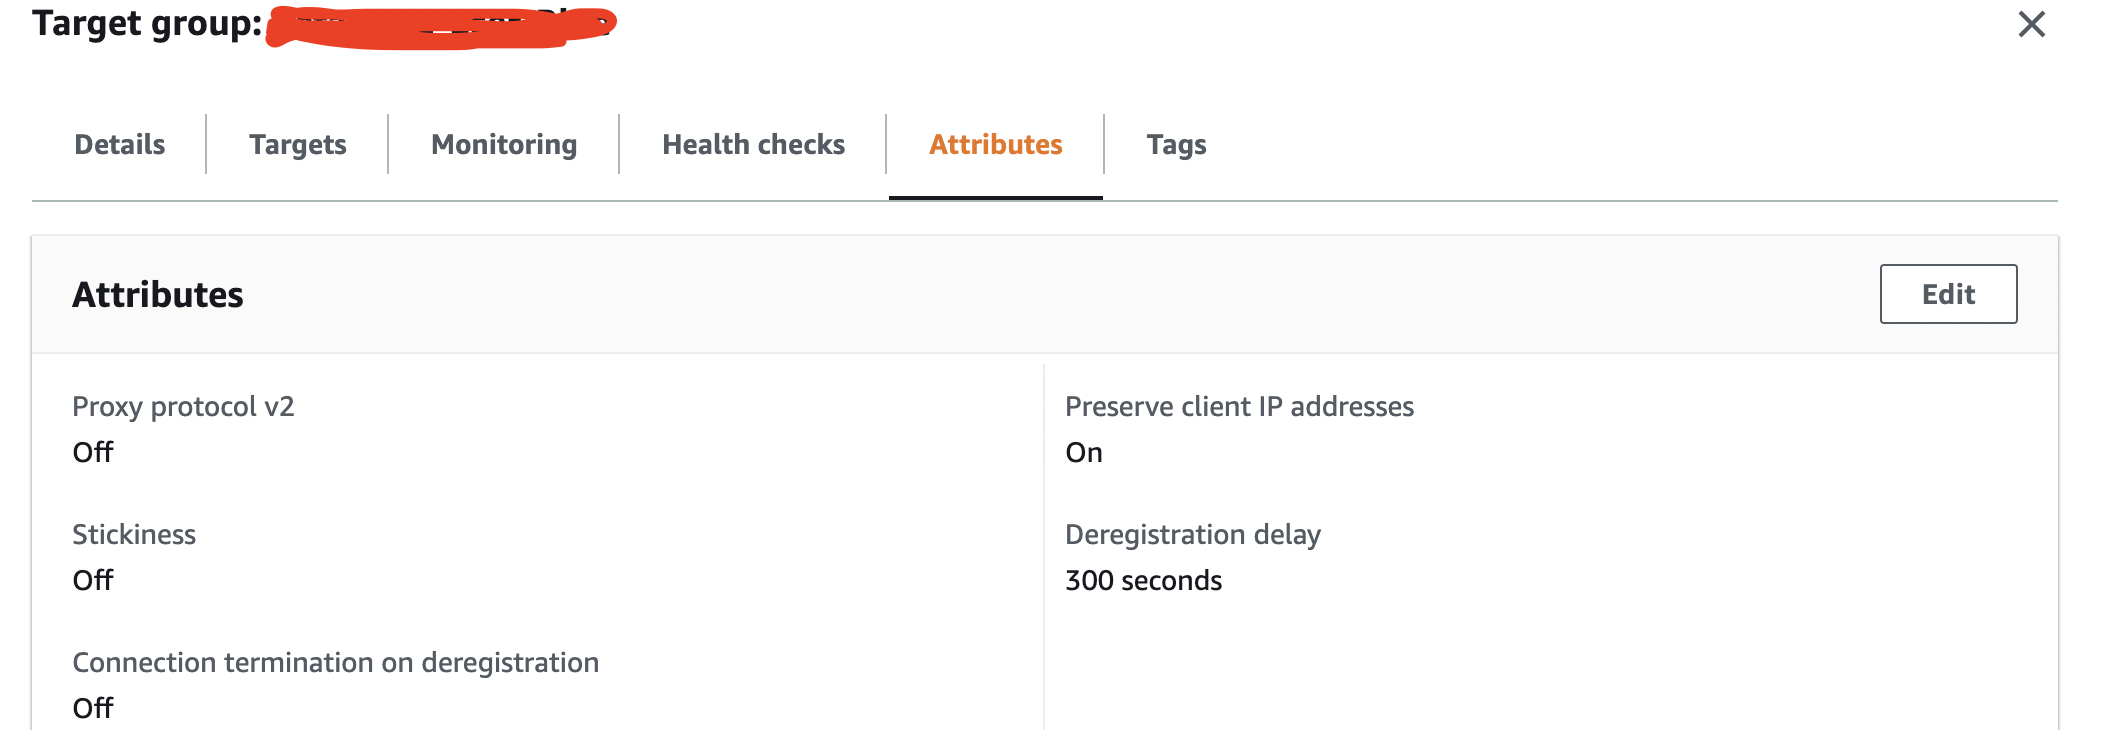 Target group:
Details Targets Monitoring Health checks Attributes Tags
Attributes Edit
Proxy protocol v2
Off
Preserve client IP addresses
On
Stickiness
Off
Deregistration delay
300 seconds
Connection termination on deregistration
Off